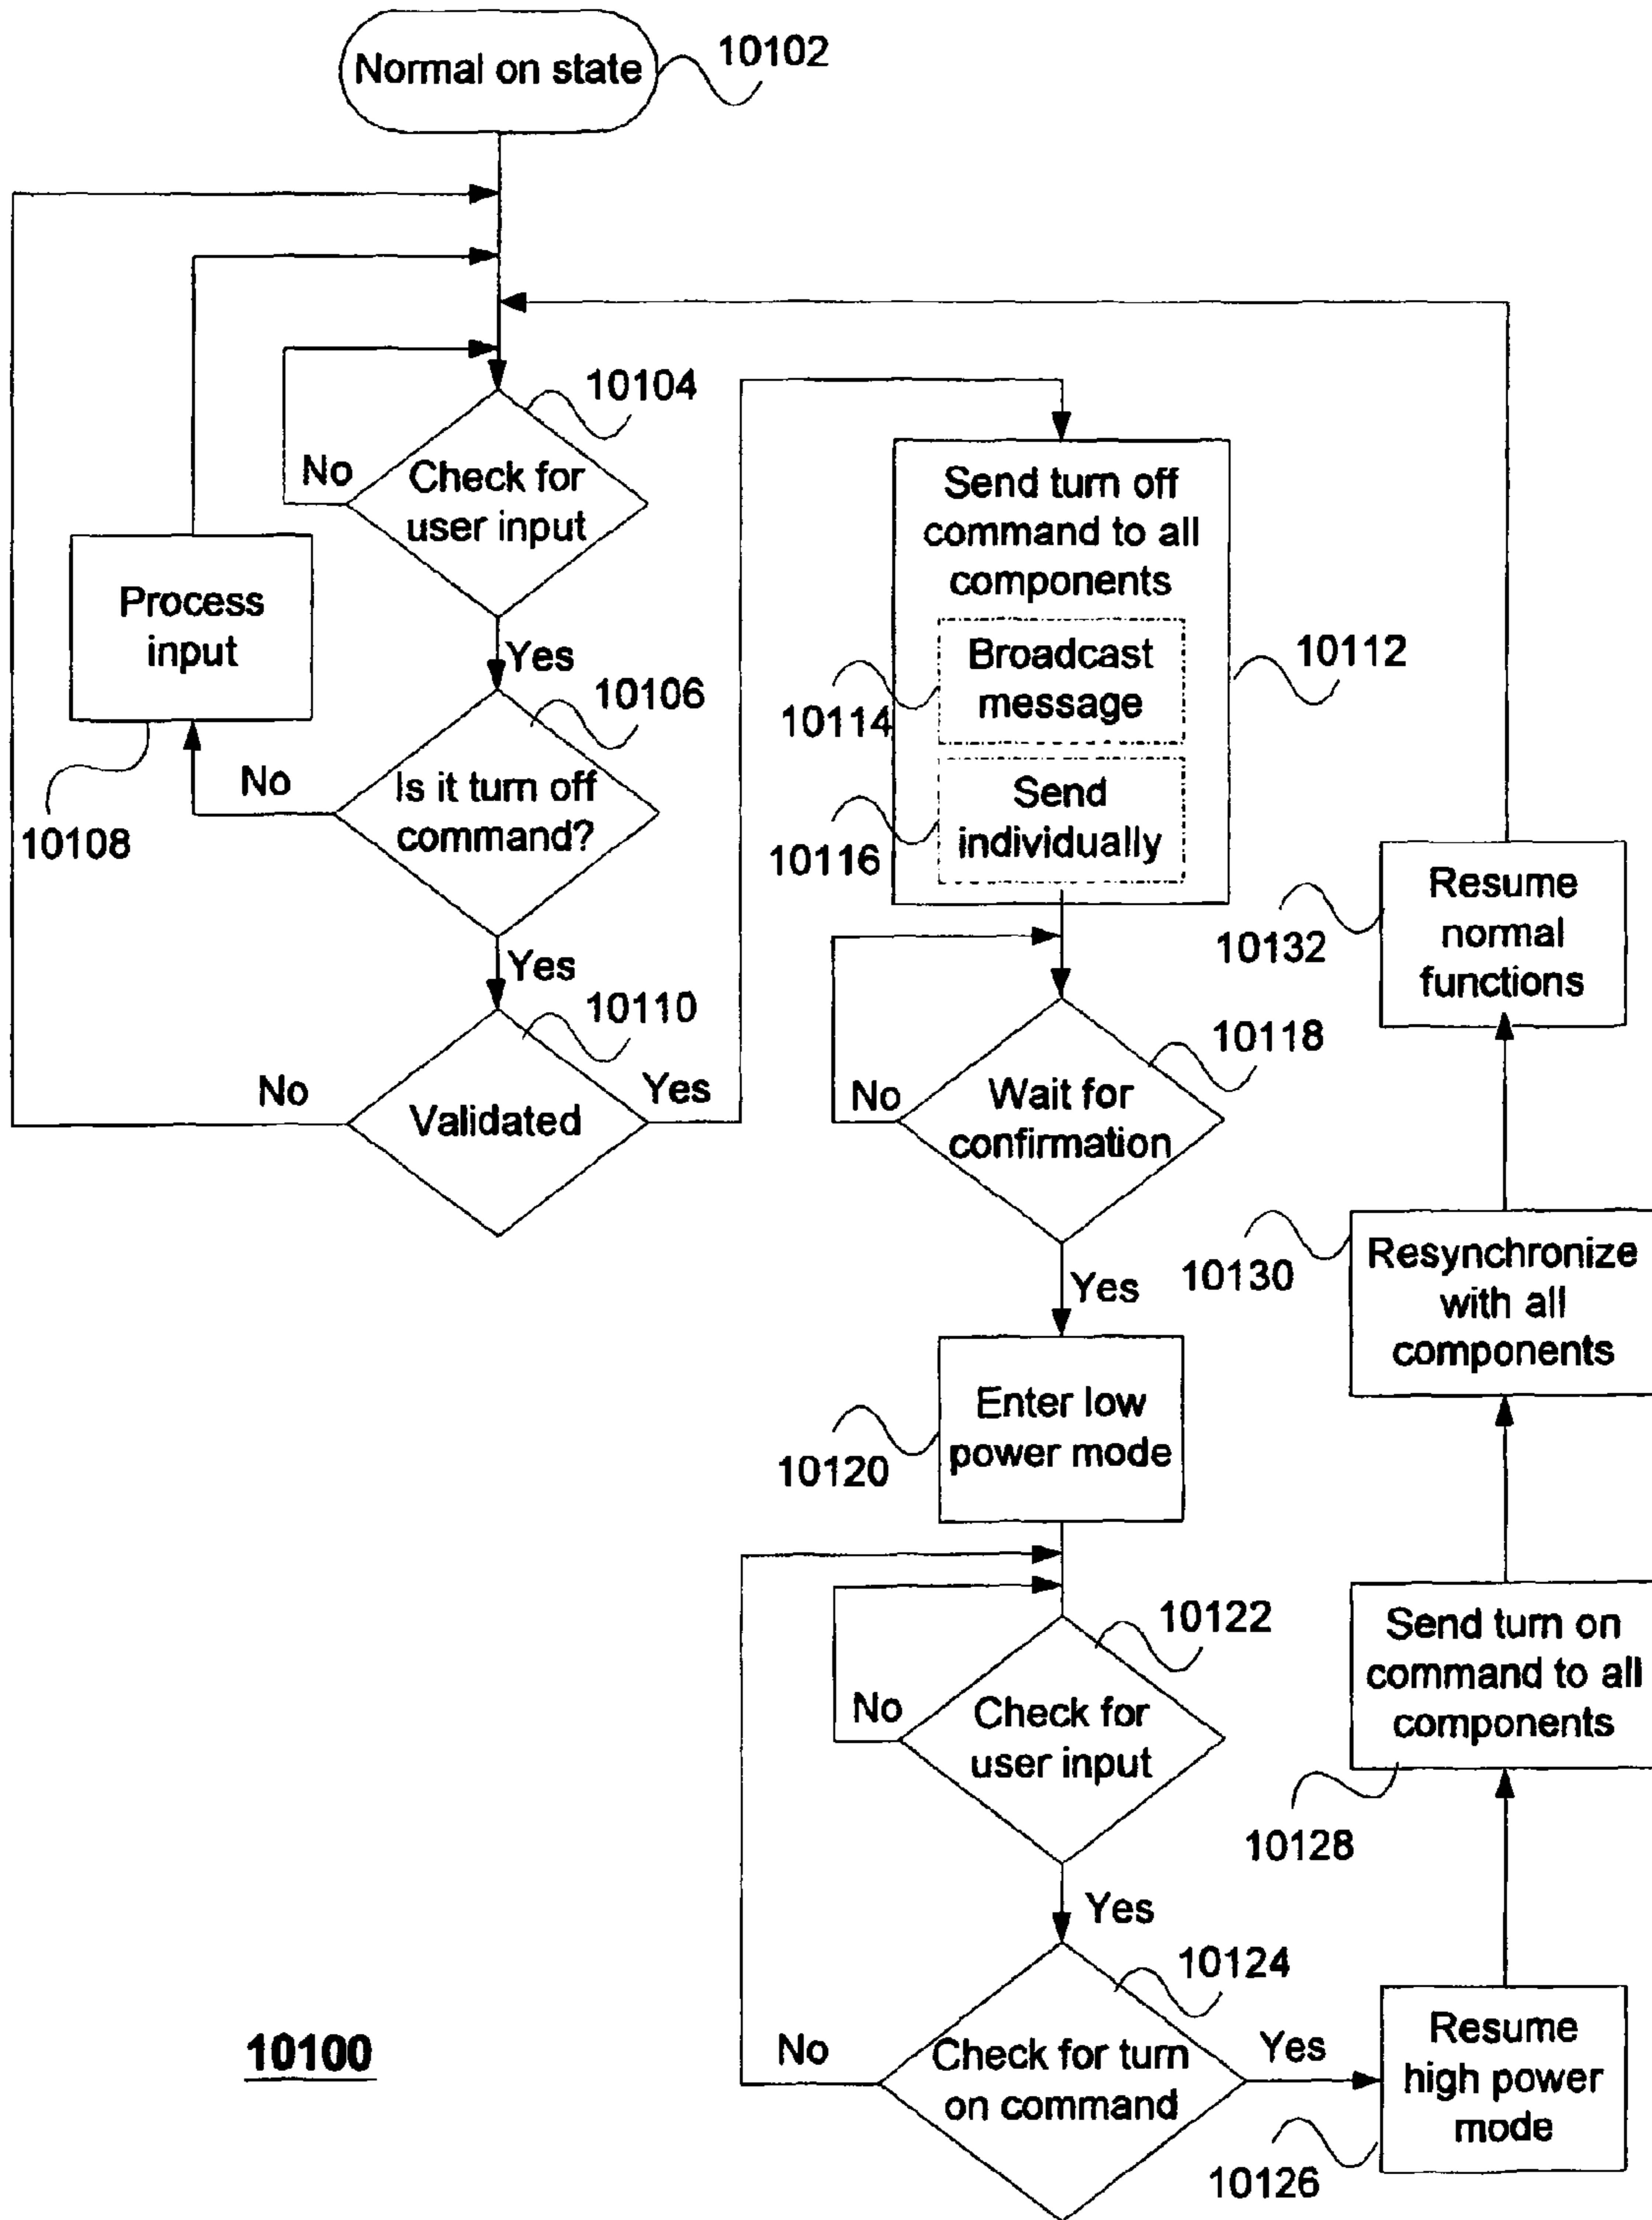 Normal on state
10102
10104
No
Check for
user input
Yes
Process
input
10108
10106
No
Is it turn off
command?
Yes
10110
No
Validated
Yes
Send turn off
command to all
components
Broadcast
message
10114
Send
individually
10116
10112
10118
No
Wait for
confirmation
Yes
Enter low
power mode
10120
10122
No
Check for
user input
Yes
10124
No
Check for turn
on command
Yes
Resume
high power
mode
10126
Send turn on
command to all
components
10128
Resynchronize
with all
components
10130
Resume
normal
functions
10132
10100